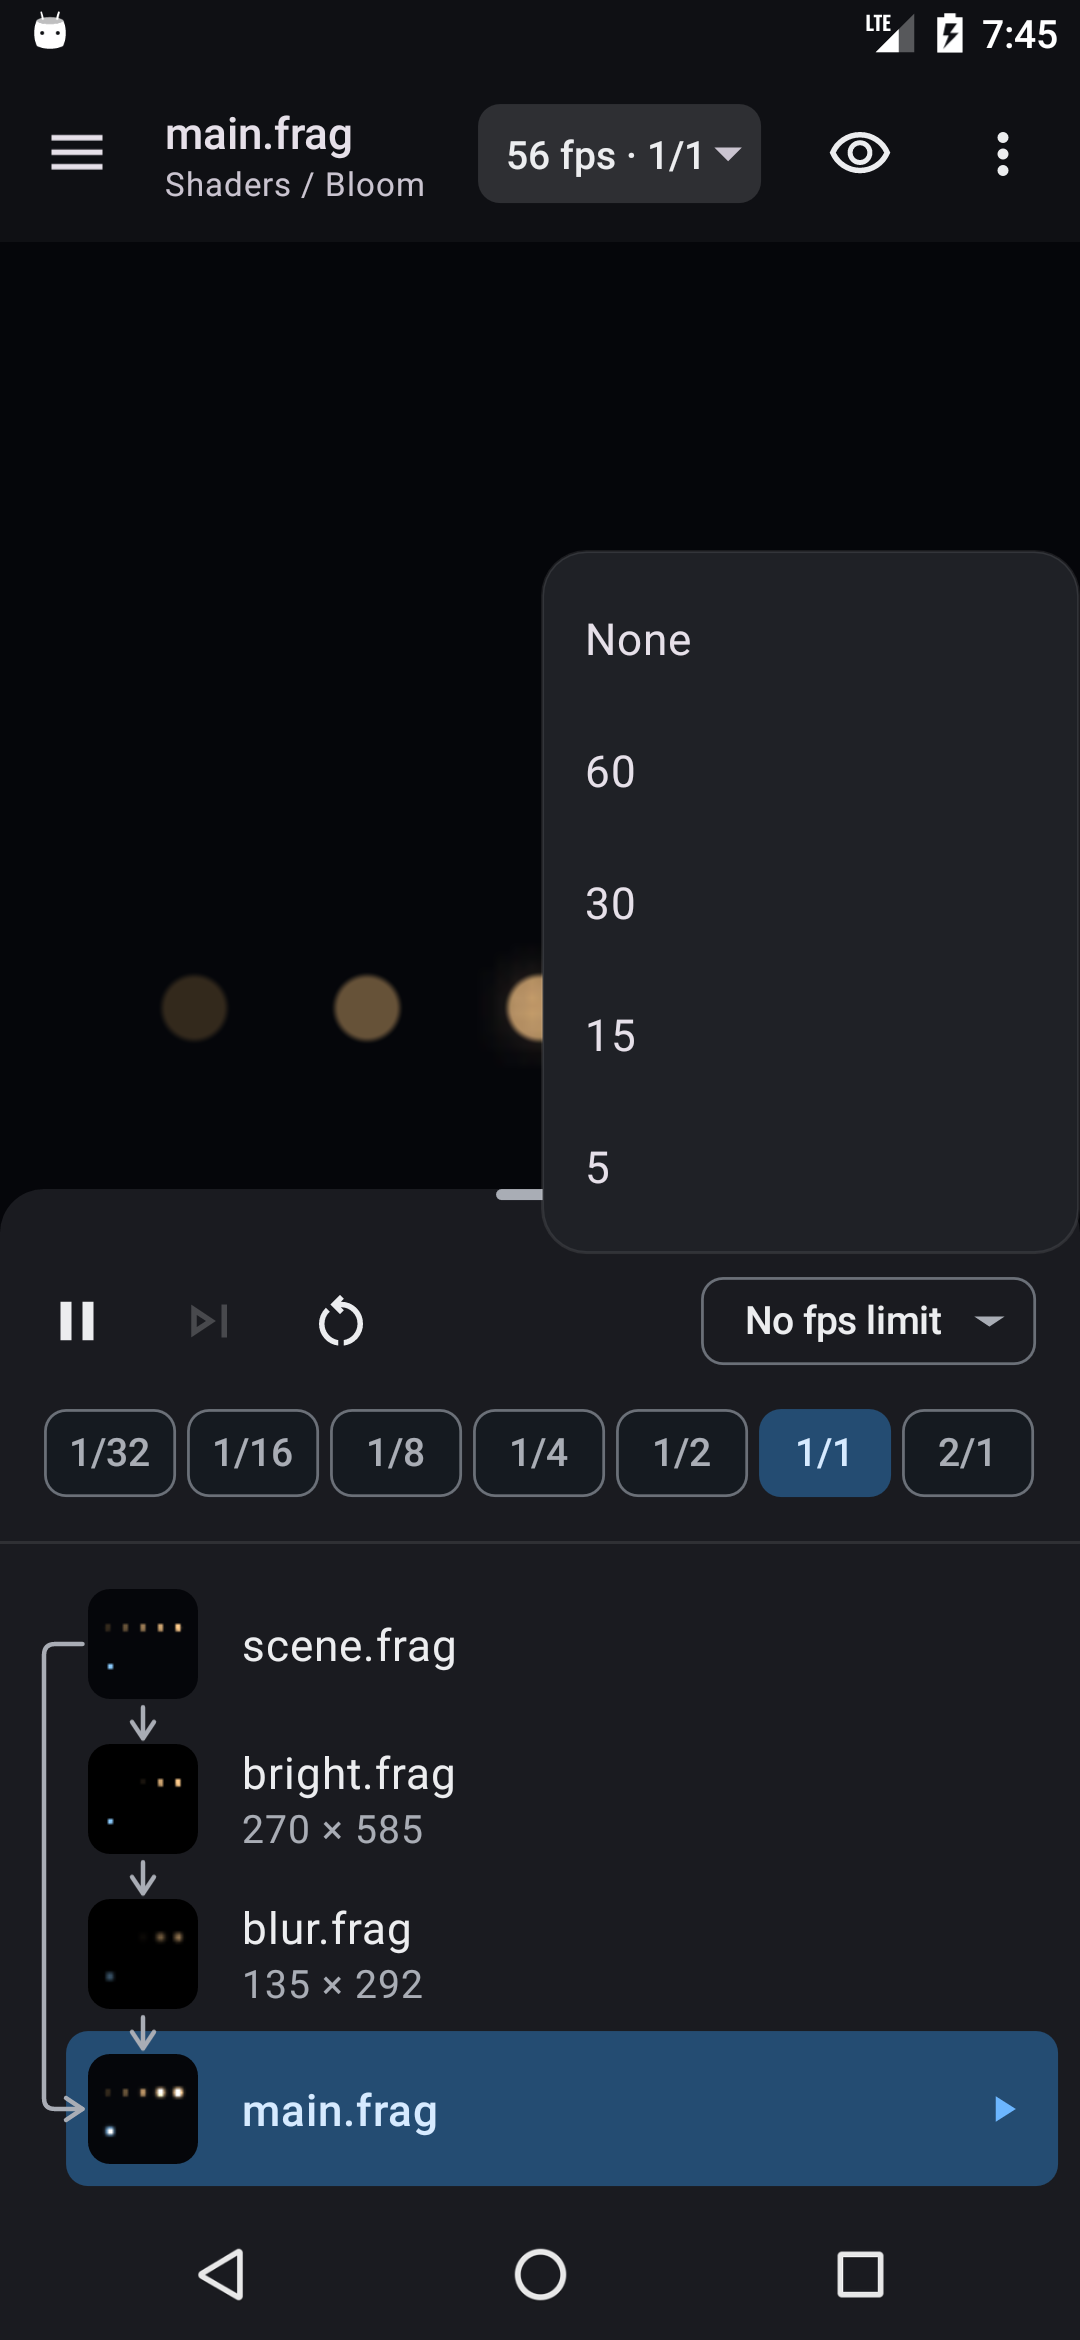 LTE 7:45
main.frag
Shaders / Bloom
56 fps · 1/1
None
60
30
15
5
No fps limit
1/32 1/16 1/8 1/4 1/2 1/1 2/1
scene.frag
bright.frag
270 × 585
blur.frag
135 × 292
main.frag